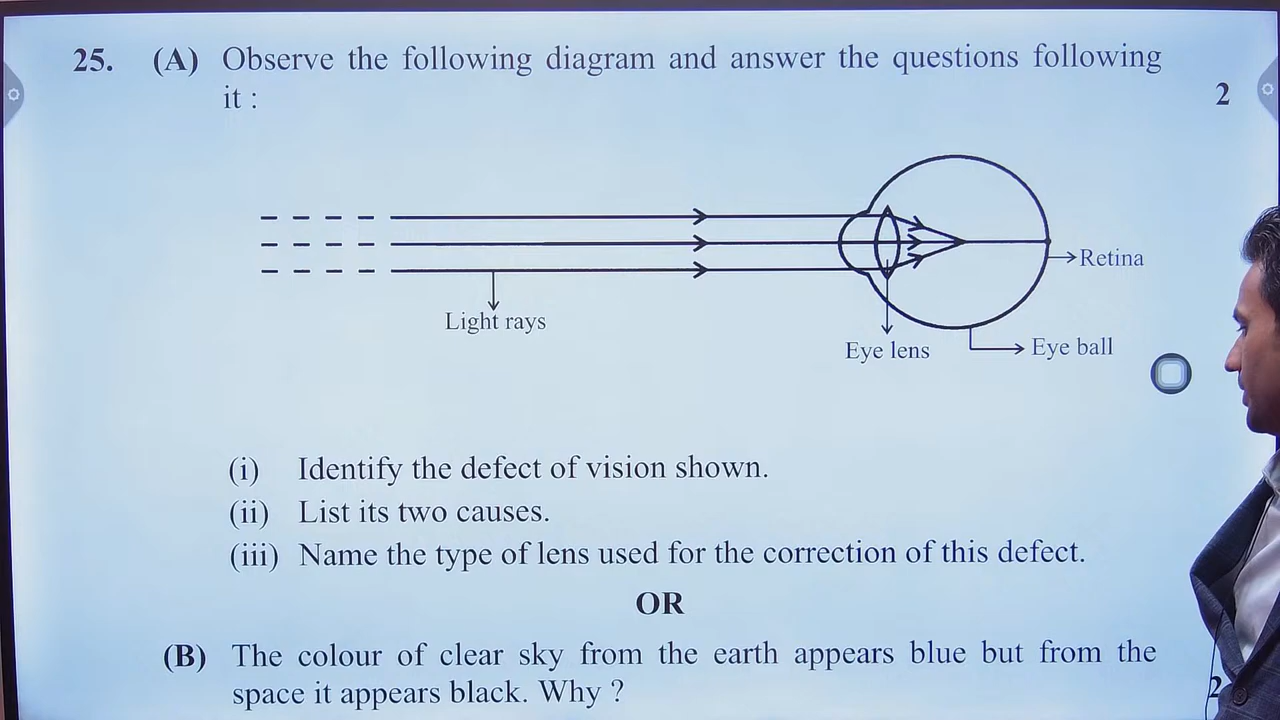 25. (A) Observe the following diagram and answer the questions following
it :
2
Retina
Light rays
Eye lens
Eye ball
(i) Identify the defect of vision shown.
(ii) List its two causes.
(iii) Name the type of lens used for the correction of this defect.
OR
(B) The colour of clear sky from the earth appears blue but from the
space it appears black. Why ?
2